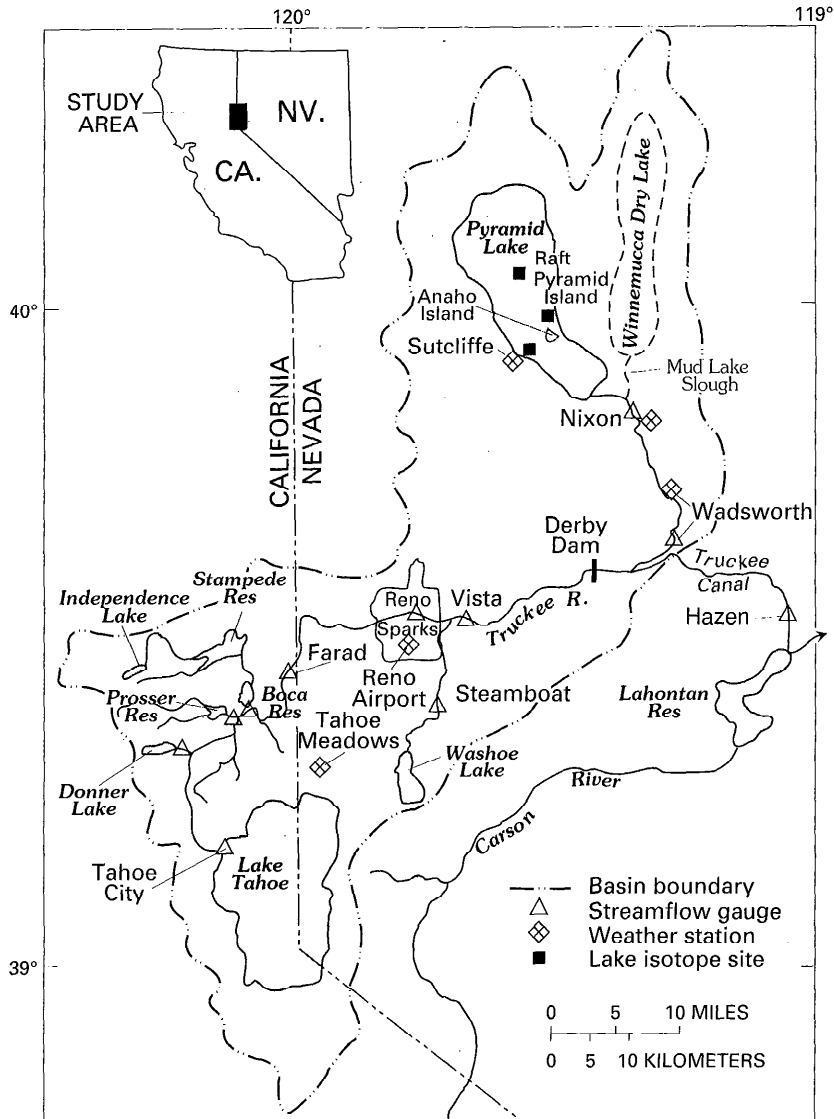 120°
119°
STUDY
AREA
NV.
CA.
Pyramid
Lake
Raft
Pyramid
Island
Anaho
Island
Winnemucca Dry Lake
40°
Sutcliffe
Mud Lake
Slough
CALIFORNIA
NEVADA
Nixon
Wadsworth
Derby
Dam
Truckee
Canal
Stampede
Res
Independence
Lake
Reno
Sparks
Vista
Truckee R.
Hazen
Farad
Reno
Airport
Steamboat
Prosser
Res
Boca
Res
Lahontan
Res
Tahoe
Meadows
Washoe
Lake
Donner
Lake
Carson River
Tahoe
City
Lake
Tahoe
Basin boundary
Streamflow gauge
Weather station
Lake isotope site
39°
0 5 10 MILES
0 5 10 KILOMETERS